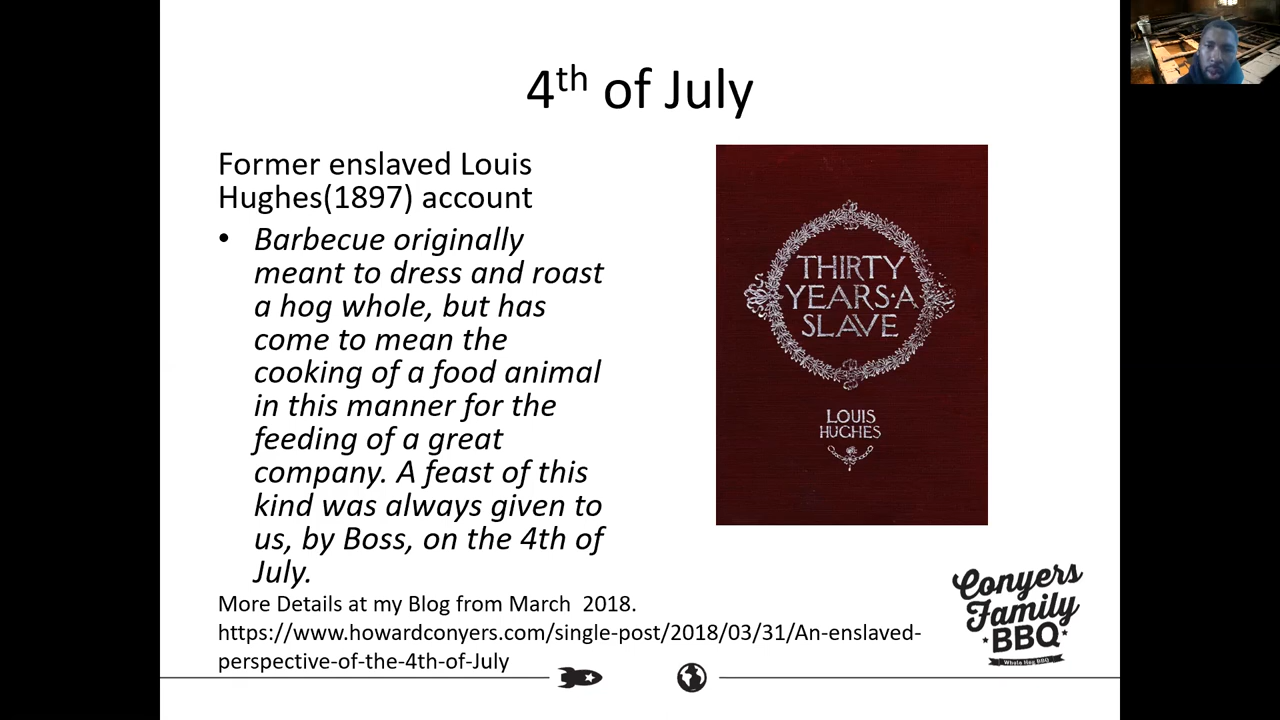 4th of July
Former enslaved Louis
Hughes(1897) account
• Barbecue originally
meant to dress and roast
a hog whole, but has
come to mean the
cooking of a food animal
in this manner for the
feeding of a great
company. A feast of this
kind was always given to
us, by Boss, on the 4th of
July.
THIRTY
YEARS·A
SLAVE
LOUIS
HUGHES
More Details at my Blog from March  2018.
https://www.howardconyers.com/single-post/2018/03/31/An-enslaved-
perspective-of-the-4th-of-July
Conyers
Family
BBQ
Whole Hog BBQ